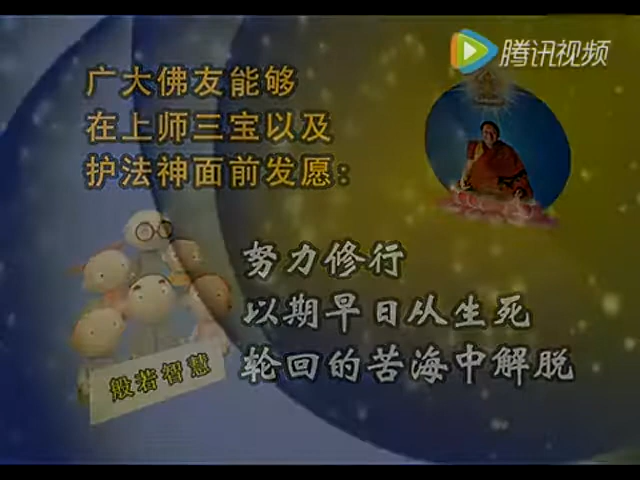 腾讯视频
广大佛友能够
在上师三宝以及
护法神面前发愿：
努力修行
以期早日从生死
轮回的苦海中解脱
般若智慧